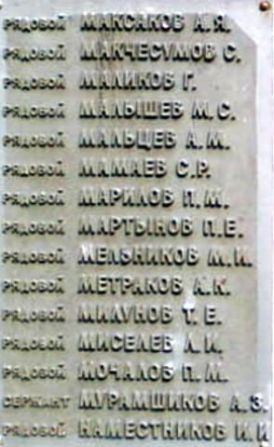 РЯДОВОЙ МАКСАКОВ А.Я.
РЯДОВОЙ МАКЧЕСУМОВ С.
РЯДОВОЙ МАЛИКОВ Г.
РЯДОВОЙ МАЛЫШЕВ М.С.
РЯДОВОЙ МАЛЬЦЕВ А.М.
РЯДОВОЙ МАМАЕВ С.Р.
РЯДОВОЙ МАРИЛОВ П.М.
РЯДОВОЙ МАРТЫНОВ П.Е.
РЯДОВОЙ МЕЛЬНИКОВ М.И.
РЯДОВОЙ МЕТРАКОВ А.К.
РЯДОВОЙ МИЛУНОВ Т.Е.
РЯДОВОЙ МИСЕЛЕВ Л.И.
РЯДОВОЙ МОЧАЛОВ П.М.
СЕРЖАНТ МУРАМЩИКОВ А.З.
РЯДОВОЙ НАМЕСТНИКОВ И.И